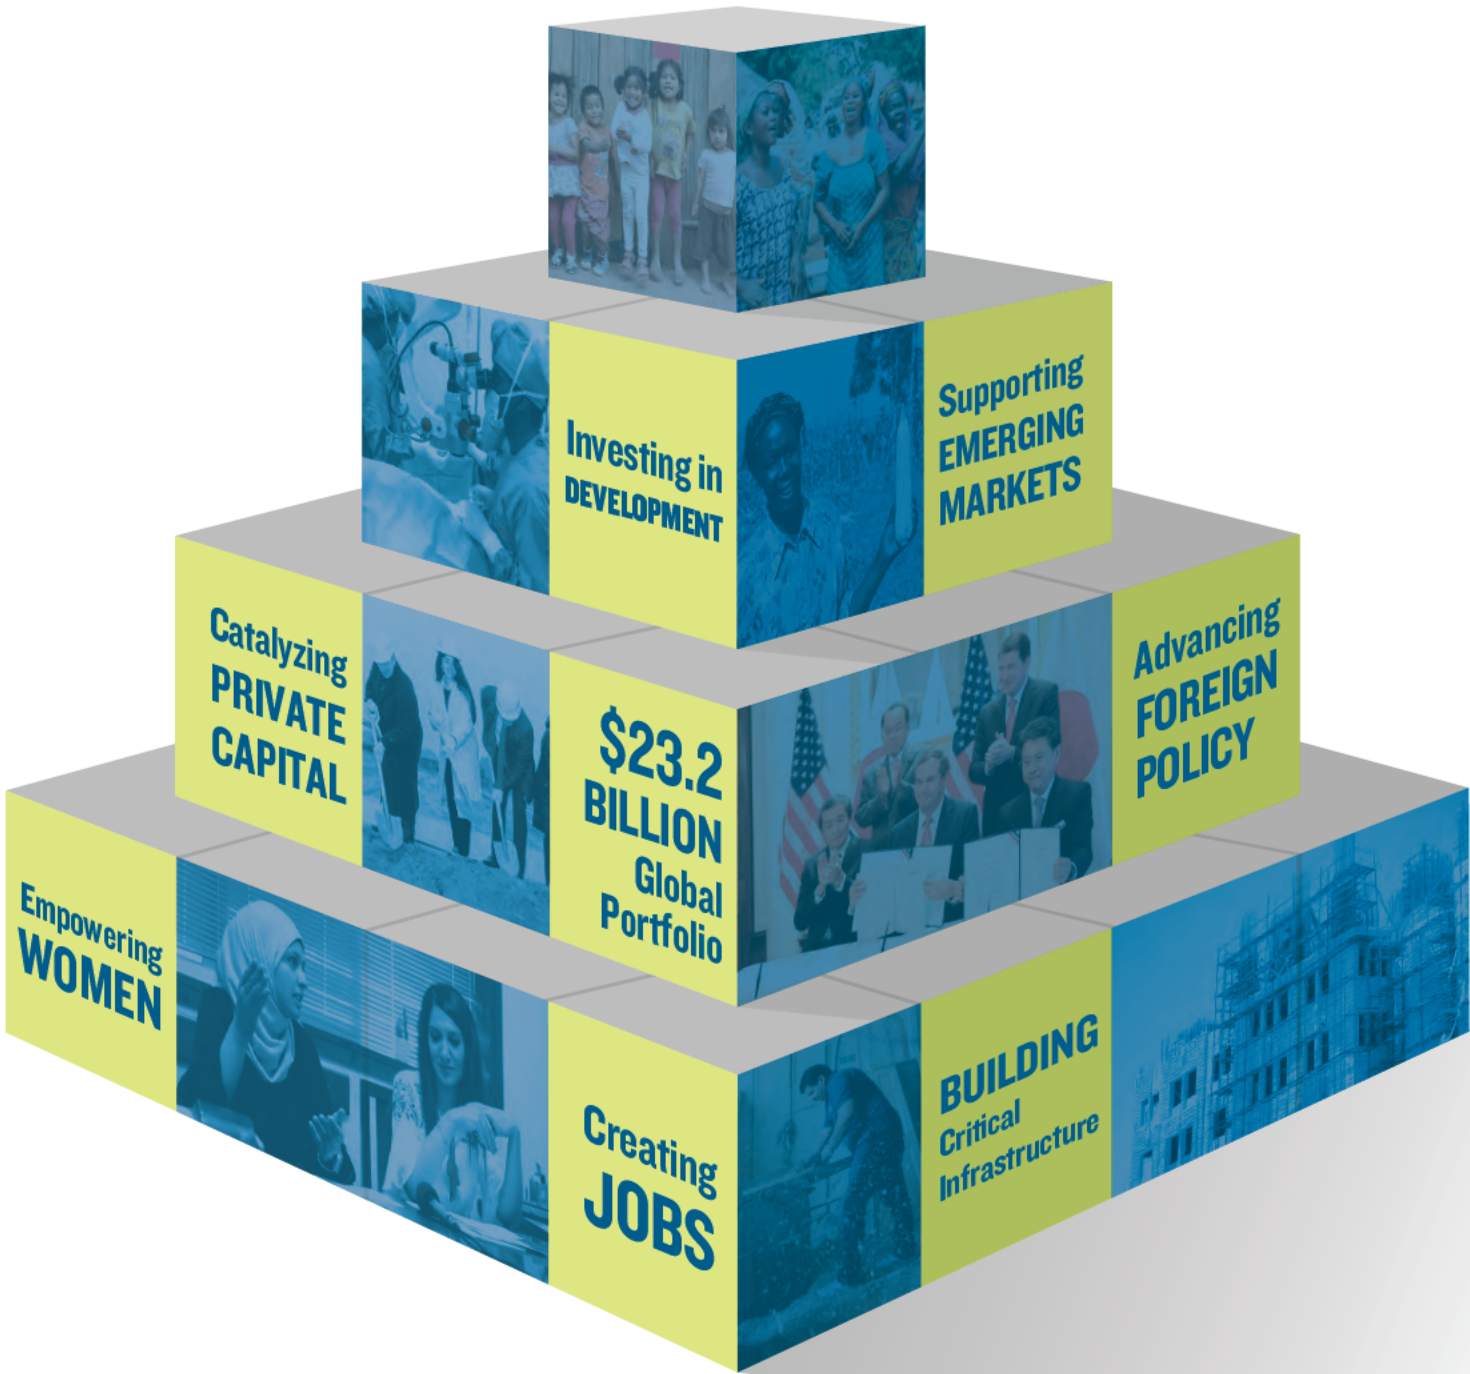 Investing in
DEVELOPMENT
Supporting
EMERGING
MARKETS
Catalyzing
PRIVATE
CAPITAL
$23.2
BILLION
Global
Portfolio
Advancing
FOREIGN
POLICY
Empowering
WOMEN
Creating
JOBS
BUILDING
Critical
Infrastructure